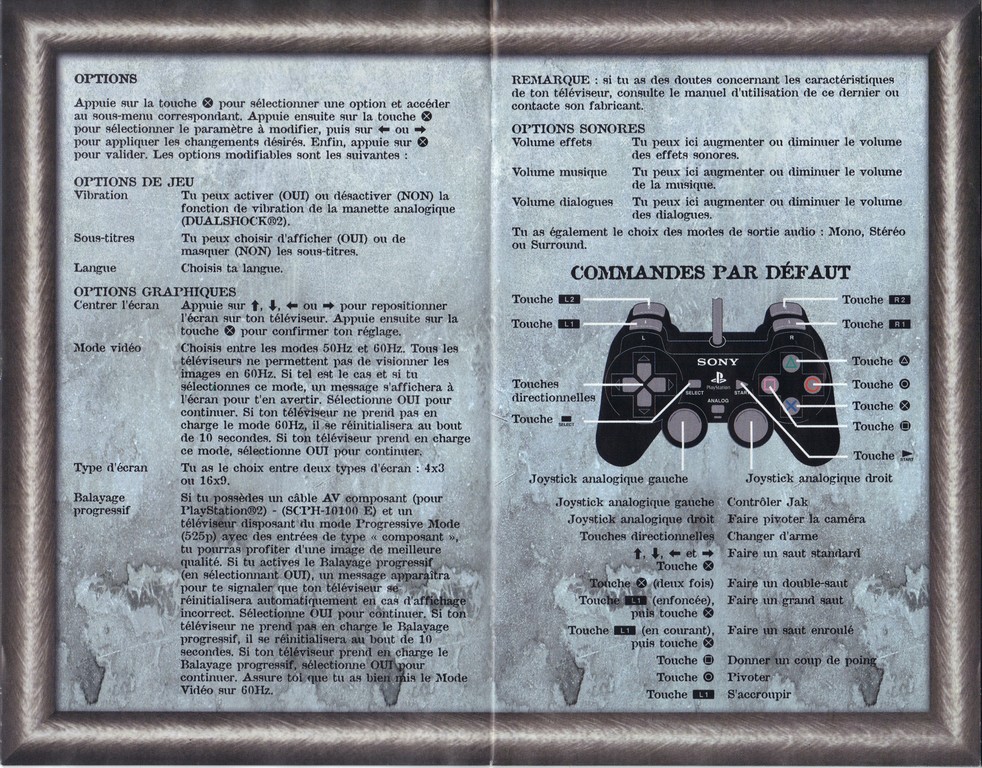 OPTIONS
Appuie sur la touche ⊗ pour sélectionner une option et accéder
au sous-menu correspondant. Appuie ensuite sur la touche ⊗
pour sélectionner le paramètre à modifier, puis sur ← ou →
pour appliquer les changements désirés. Enfin, appuie sur ⊗
pour valider. Les options modifiables sont les suivantes :
OPTIONS DE JEU
Vibration Tu peux activer (OUI) ou désactiver (NON) la
fonction de vibration de la manette analogique
(DUALSHOCK®2).
Sous-titres Tu peux choisir d'afficher (OUI) ou de
masquer (NON) les sous-titres.
Langue Choisis ta langue.
OPTIONS GRAPHIQUES
Centrer l'écran Appuie sur ↑, ↓, ← ou → pour repositionner
l'écran sur ton téléviseur. Appuie ensuite sur la
touche ⊗ pour confirmer ton réglage.
Mode vidéo Choisis entre les modes 50Hz et 60Hz. Tous les
téléviseurs ne permettent pas de visionner les
images en 60Hz. Si tel est le cas et si tu
sélectionnes ce mode, un message s'affichera à
l'écran pour t'en avertir. Sélectionne OUI pour
continuer. Si ton téléviseur ne prend pas en
charge le mode 60Hz, il se réinitialisera au bout
de 10 secondes. Si ton téléviseur prend en charge
ce mode, sélectionne OUI pour continuer.
Type d'écran Tu as le choix entre deux types d'écran : 4x3
ou 16x9.
Balayage Si tu possèdes un câble AV composant (pour
progressif PlayStation®2) - (SCPH-10100 E) et un
téléviseur disposant du mode Progressive Mode
(525p) avec des entrées de type « composant »,
tu pourras profiter d'une image de meilleure
qualité. Si tu actives le Balayage progressif
(en sélectionnant OUI), un message apparaîtra
pour te signaler que ton téléviseur se
réinitialisera automatiquement en cas d'affichage
incorrect. Sélectionne OUI pour continuer. Si ton
téléviseur ne prend pas en charge le Balayage
progressif, il se réinitialisera au bout de 10
secondes. Si ton téléviseur prend en charge le
Balayage progressif, sélectionne OUI pour
continuer. Assure toi que tu as bien mis le Mode
Vidéo sur 60Hz.
REMARQUE : si tu as des doutes concernant les caractéristiques
de ton téléviseur, consulte le manuel d'utilisation de ce dernier ou
contacte son fabricant.
OPTIONS SONORES
Volume effets Tu peux ici augmenter ou diminuer le volume
des effets sonores.
Volume musique Tu peux ici augmenter ou diminuer le volume
de la musique.
Volume dialogues Tu peux ici augmenter ou diminuer le volume
des dialogues.
Tu as également le choix des modes de sortie audio : Mono, Stéréo
ou Surround.
COMMANDES PAR DÉFAUT
Touche L2 Touche R2
Touche L1 Touche R1
L R
SONY
PlayStation
SELECT START
ANALOG
Touche △
Touches
directionnelles
Touche ○
Touche ⊗
Touche SELECT
Touche □
Touche START
Joystick analogique gauche Joystick analogique droit
Joystick analogique gauche Contrôler Jak
Joystick analogique droit Faire pivoter la caméra
Touches directionnelles Changer d'arme
↑, ↓, ← et → Faire un saut standard
Touche ⊗
Touche ⊗ (deux fois) Faire un double-saut
Touche L1 (enfoncée), Faire un grand saut
puis touche ⊗
Touche L1 (en courant), Faire un saut enroulé
puis touche ⊗
Touche □ Donner un coup de poing
Touche ○ Pivoter
Touche L1 S'accroupir